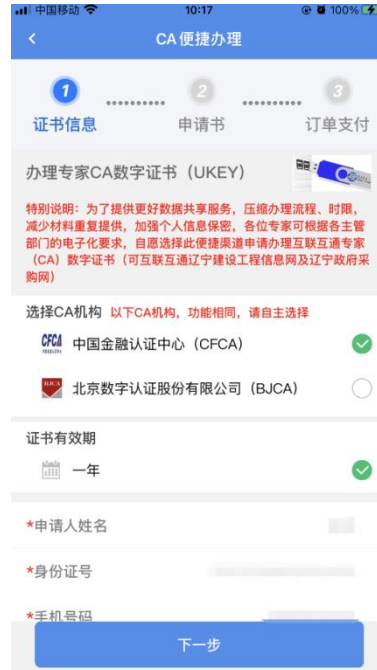 中国移动 10:17 100%
CA便捷办理
1 2 3
证书信息 申请书 订单支付
办理专家CA数字证书（UKEY）
特别说明：为了提供更好数据共享服务，压缩办理流程、时限，
减少材料重复提供，加强个人信息保密，各位专家可根据各主管
部门的电子化要求，自愿选择此便捷渠道申请办理互联互通专家
（CA）数字证书（可互联互通辽宁建设工程信息网及辽宁政府采
购网）
选择CA机构 以下CA机构，功能相同，请自主选择
CFCA 中国金融认证中心（CFCA）
BJCA 北京数字认证股份有限公司（BJCA）
证书有效期
一年
*申请人姓名
*身份证号
*手机号码
下一步